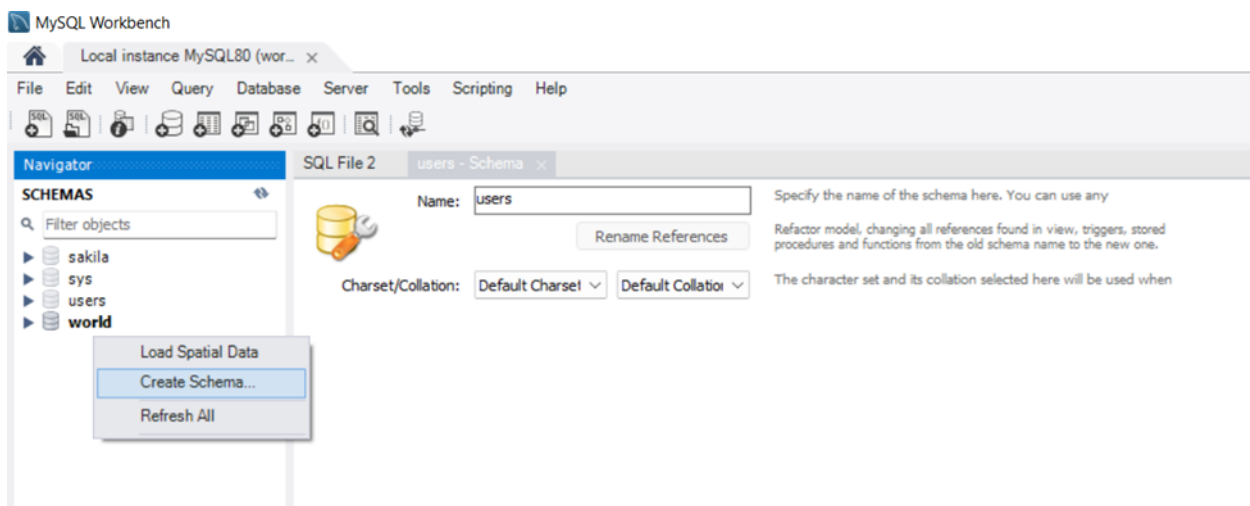 MySQL Workbench
Local instance MySQL80 (wor...
File Edit View Query Database Server Tools Scripting Help
Navigator
SQL File 2
users - Schema
SCHEMAS
Filter objects
sakila
sys
users
world
Load Spatial Data
Create Schema...
Refresh All
Name: users
Specify the name of the schema here. You can use any
Rename References
Refactor model, changing all references found in view, triggers, stored
procedures and functions from the old schema name to the new one.
Charset/Collation: Default Charset Default Collation
The character set and its collation selected here will be used when